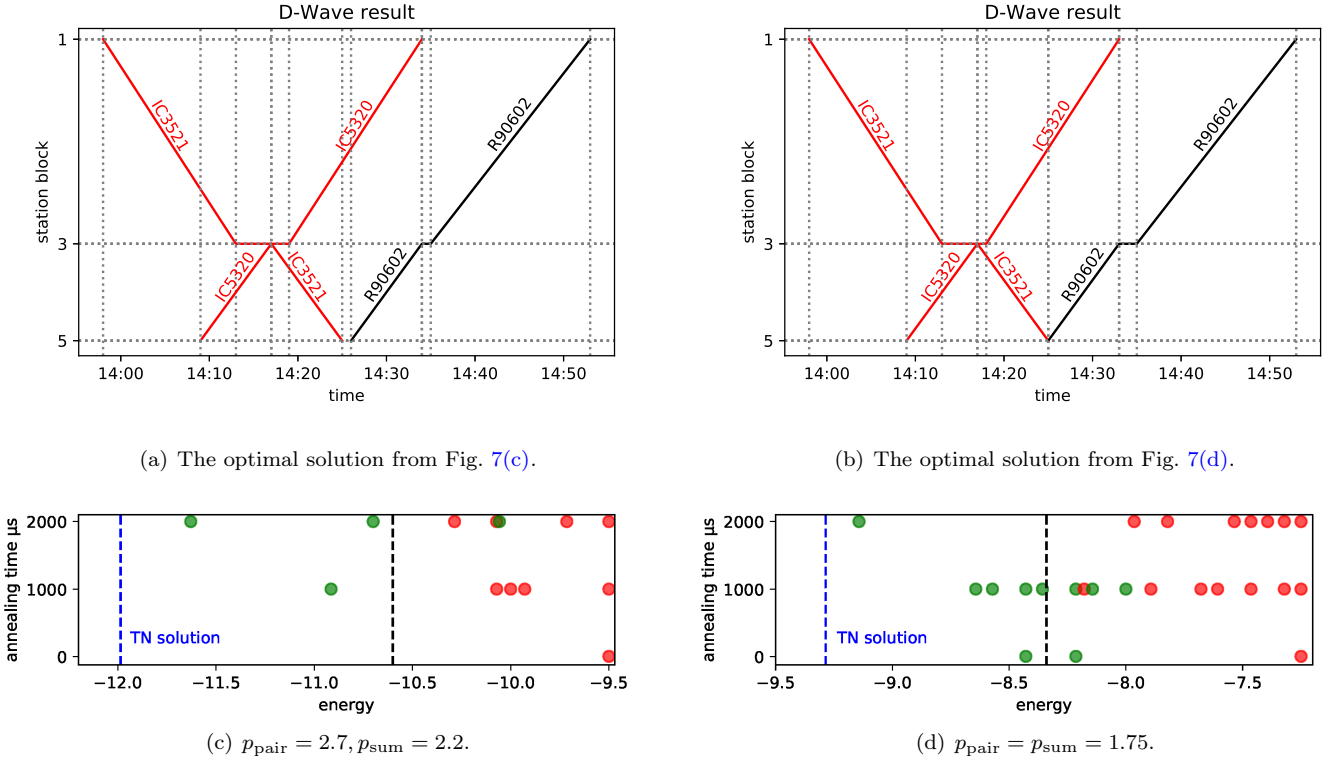 D-Wave result
1
3
5
station block
IC3521
IC5320
IC5320
IC3521
R90602
R90602
14:00 14:10 14:20 14:30 14:40 14:50
time
(a) The optimal solution from Fig. 7(c).
D-Wave result
1
3
5
station block
IC3521
IC5320
IC5320
IC3521
R90602
R90602
14:00 14:10 14:20 14:30 14:40 14:50
time
(b) The optimal solution from Fig. 7(d).
annealing time μs
2000
1000
0
TN solution
−12.0 −11.5 −11.0 −10.5 −10.0 −9.5
energy
(c) p_pair = 2.7, p_sum = 2.2.
annealing time μs
2000
1000
0
TN solution
−9.5 −9.0 −8.5 −8.0 −7.5
energy
(d) p_pair = p_sum = 1.75.